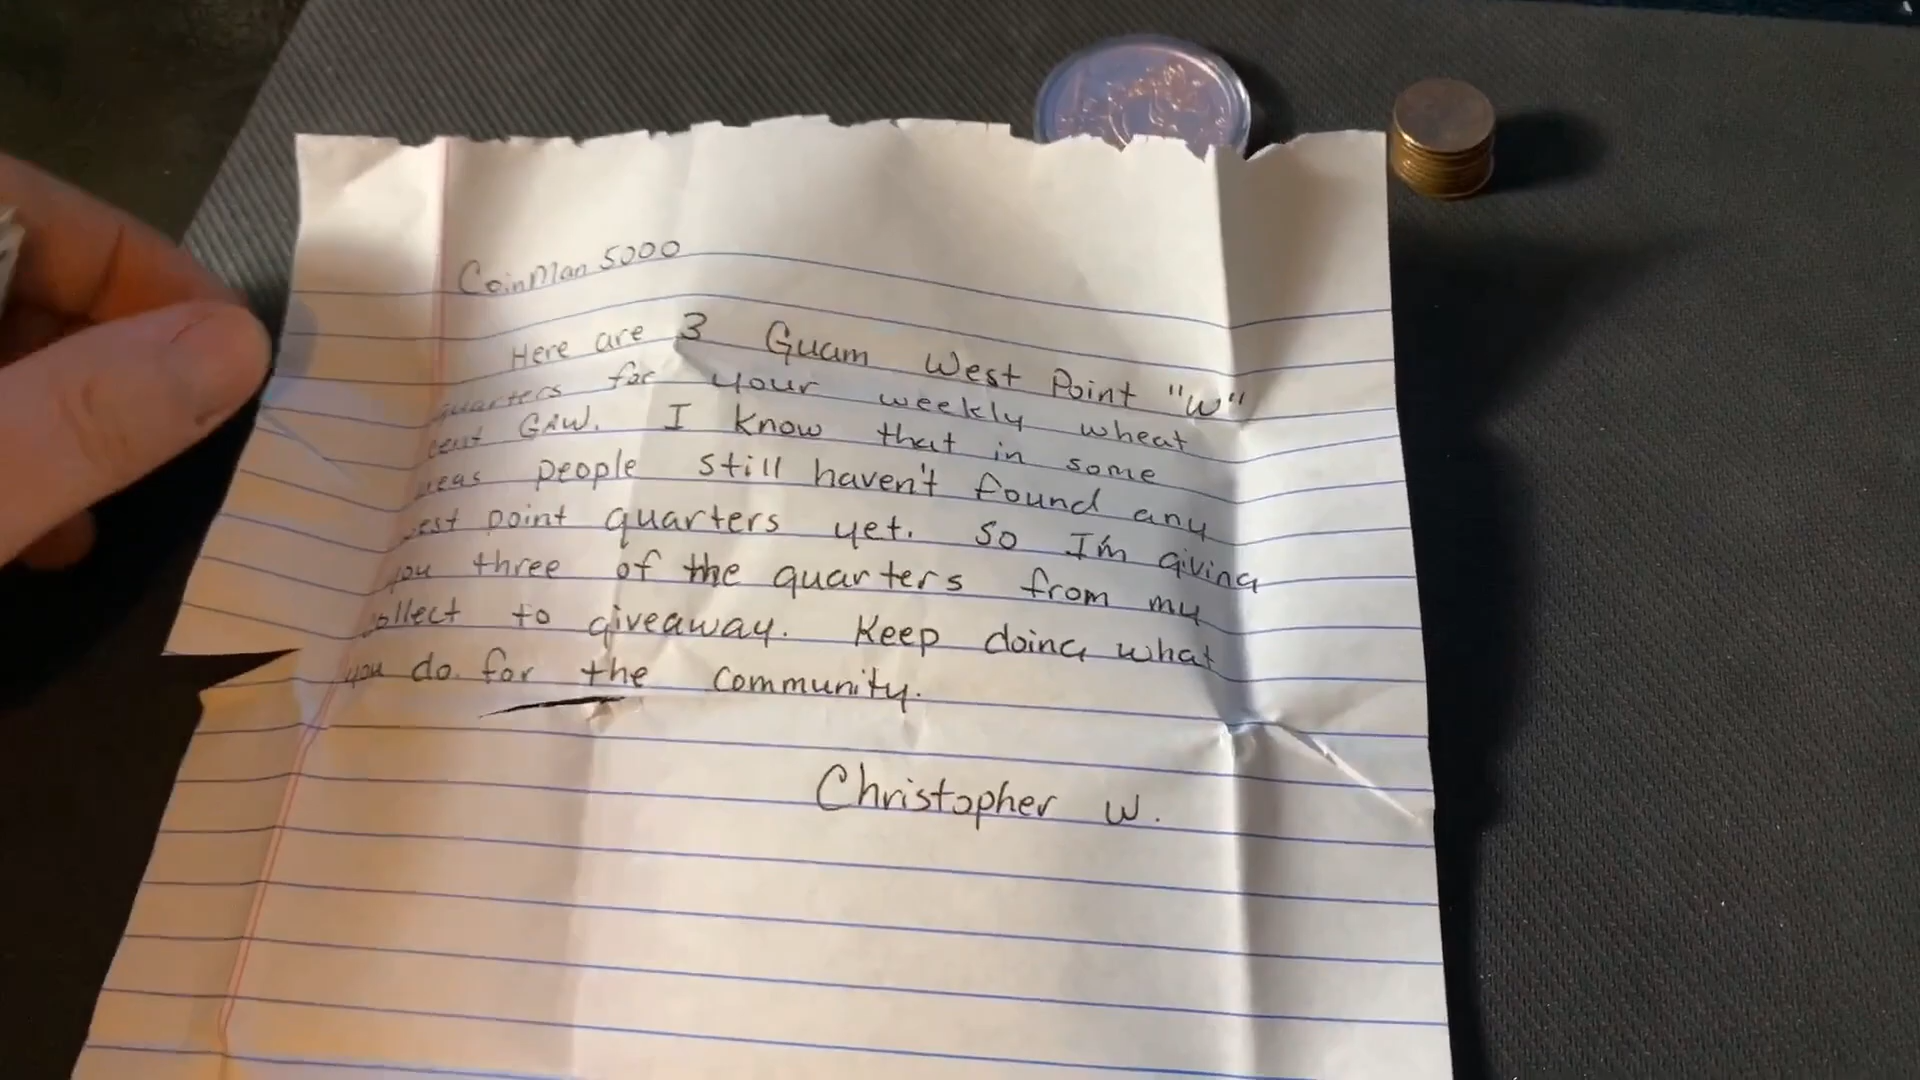 CoinMan 5000
Here are 3 Guam West Point "W"
quarters for your weekly wheat
cent GAW. I know that in some
areas people still haven't found any
west point quarters yet. So I'm giving
you three of the quarters from my
collect to giveaway. Keep doing what
you do for the community.
Christopher W.